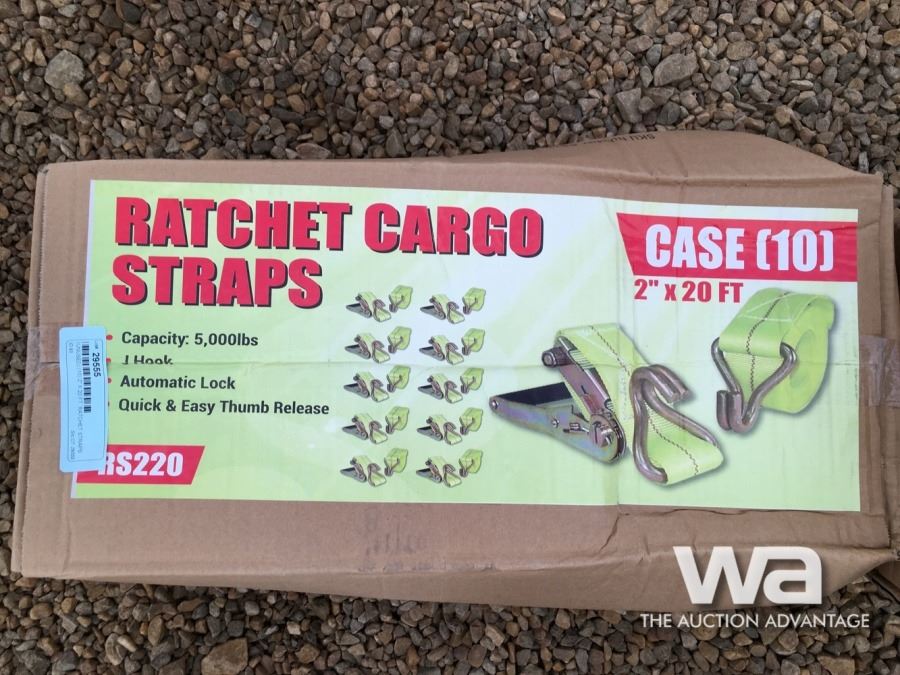 RATCHET CARGO
STRAPS
CASE (10)
2" x 20 FT
Capacity: 5,000lbs
J Hook
Automatic Lock
Quick & Easy Thumb Release
RS220
29555
wa
THE AUCTION ADVANTAGE